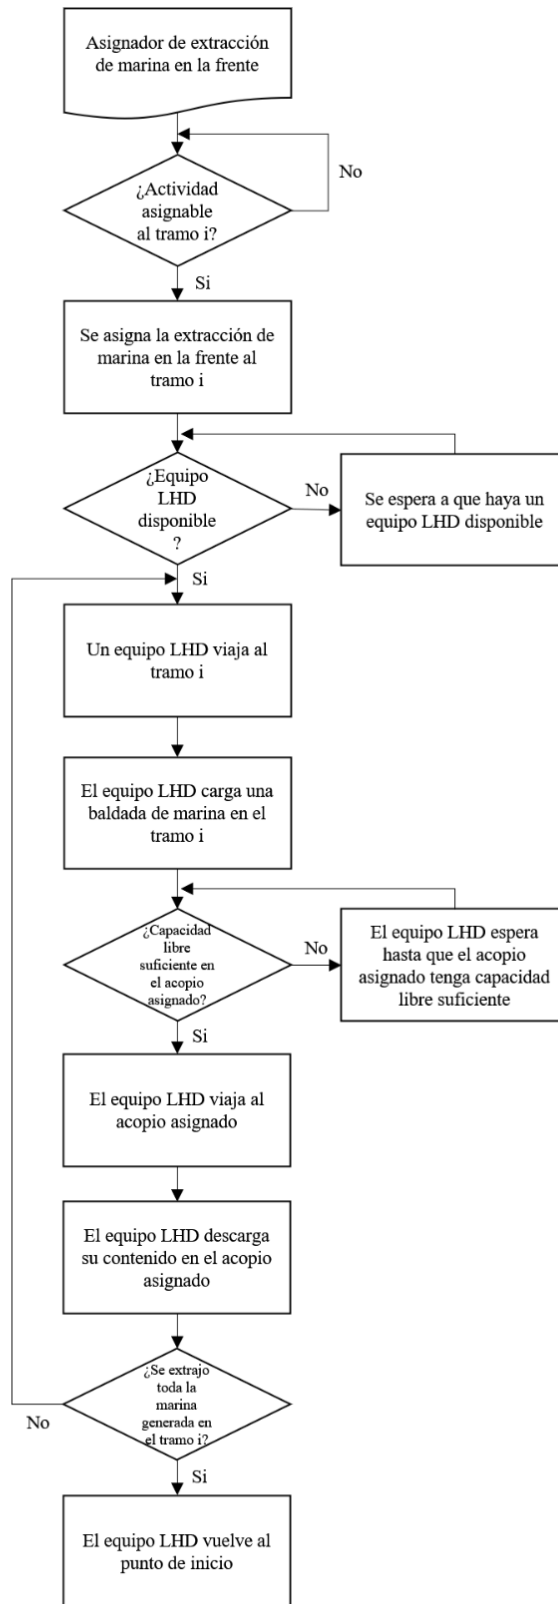 Asignador de extracción
de marina en la frente
No
¿Actividad
asignable
al tramo i?
Si
Se asigna la extracción de
marina en la frente al
tramo i
¿Equipo
LHD
disponible
?
No
Se espera a que haya un
equipo LHD disponible
Si
Un equipo LHD viaja al
tramo i
El equipo LHD carga una
baldada de marina en el
tramo i
¿Capacidad
libre
suficiente en
el acopio
asignado?
No
El equipo LHD espera
hasta que el acopio
asignado tenga capacidad
libre suficiente
Si
El equipo LHD viaja al
acopio asignado
El equipo LHD descarga
su contenido en el acopio
asignado
¿Se extrajo
toda la
marina
generada en
el tramo i?
No
Si
El equipo LHD vuelve al
punto de inicio